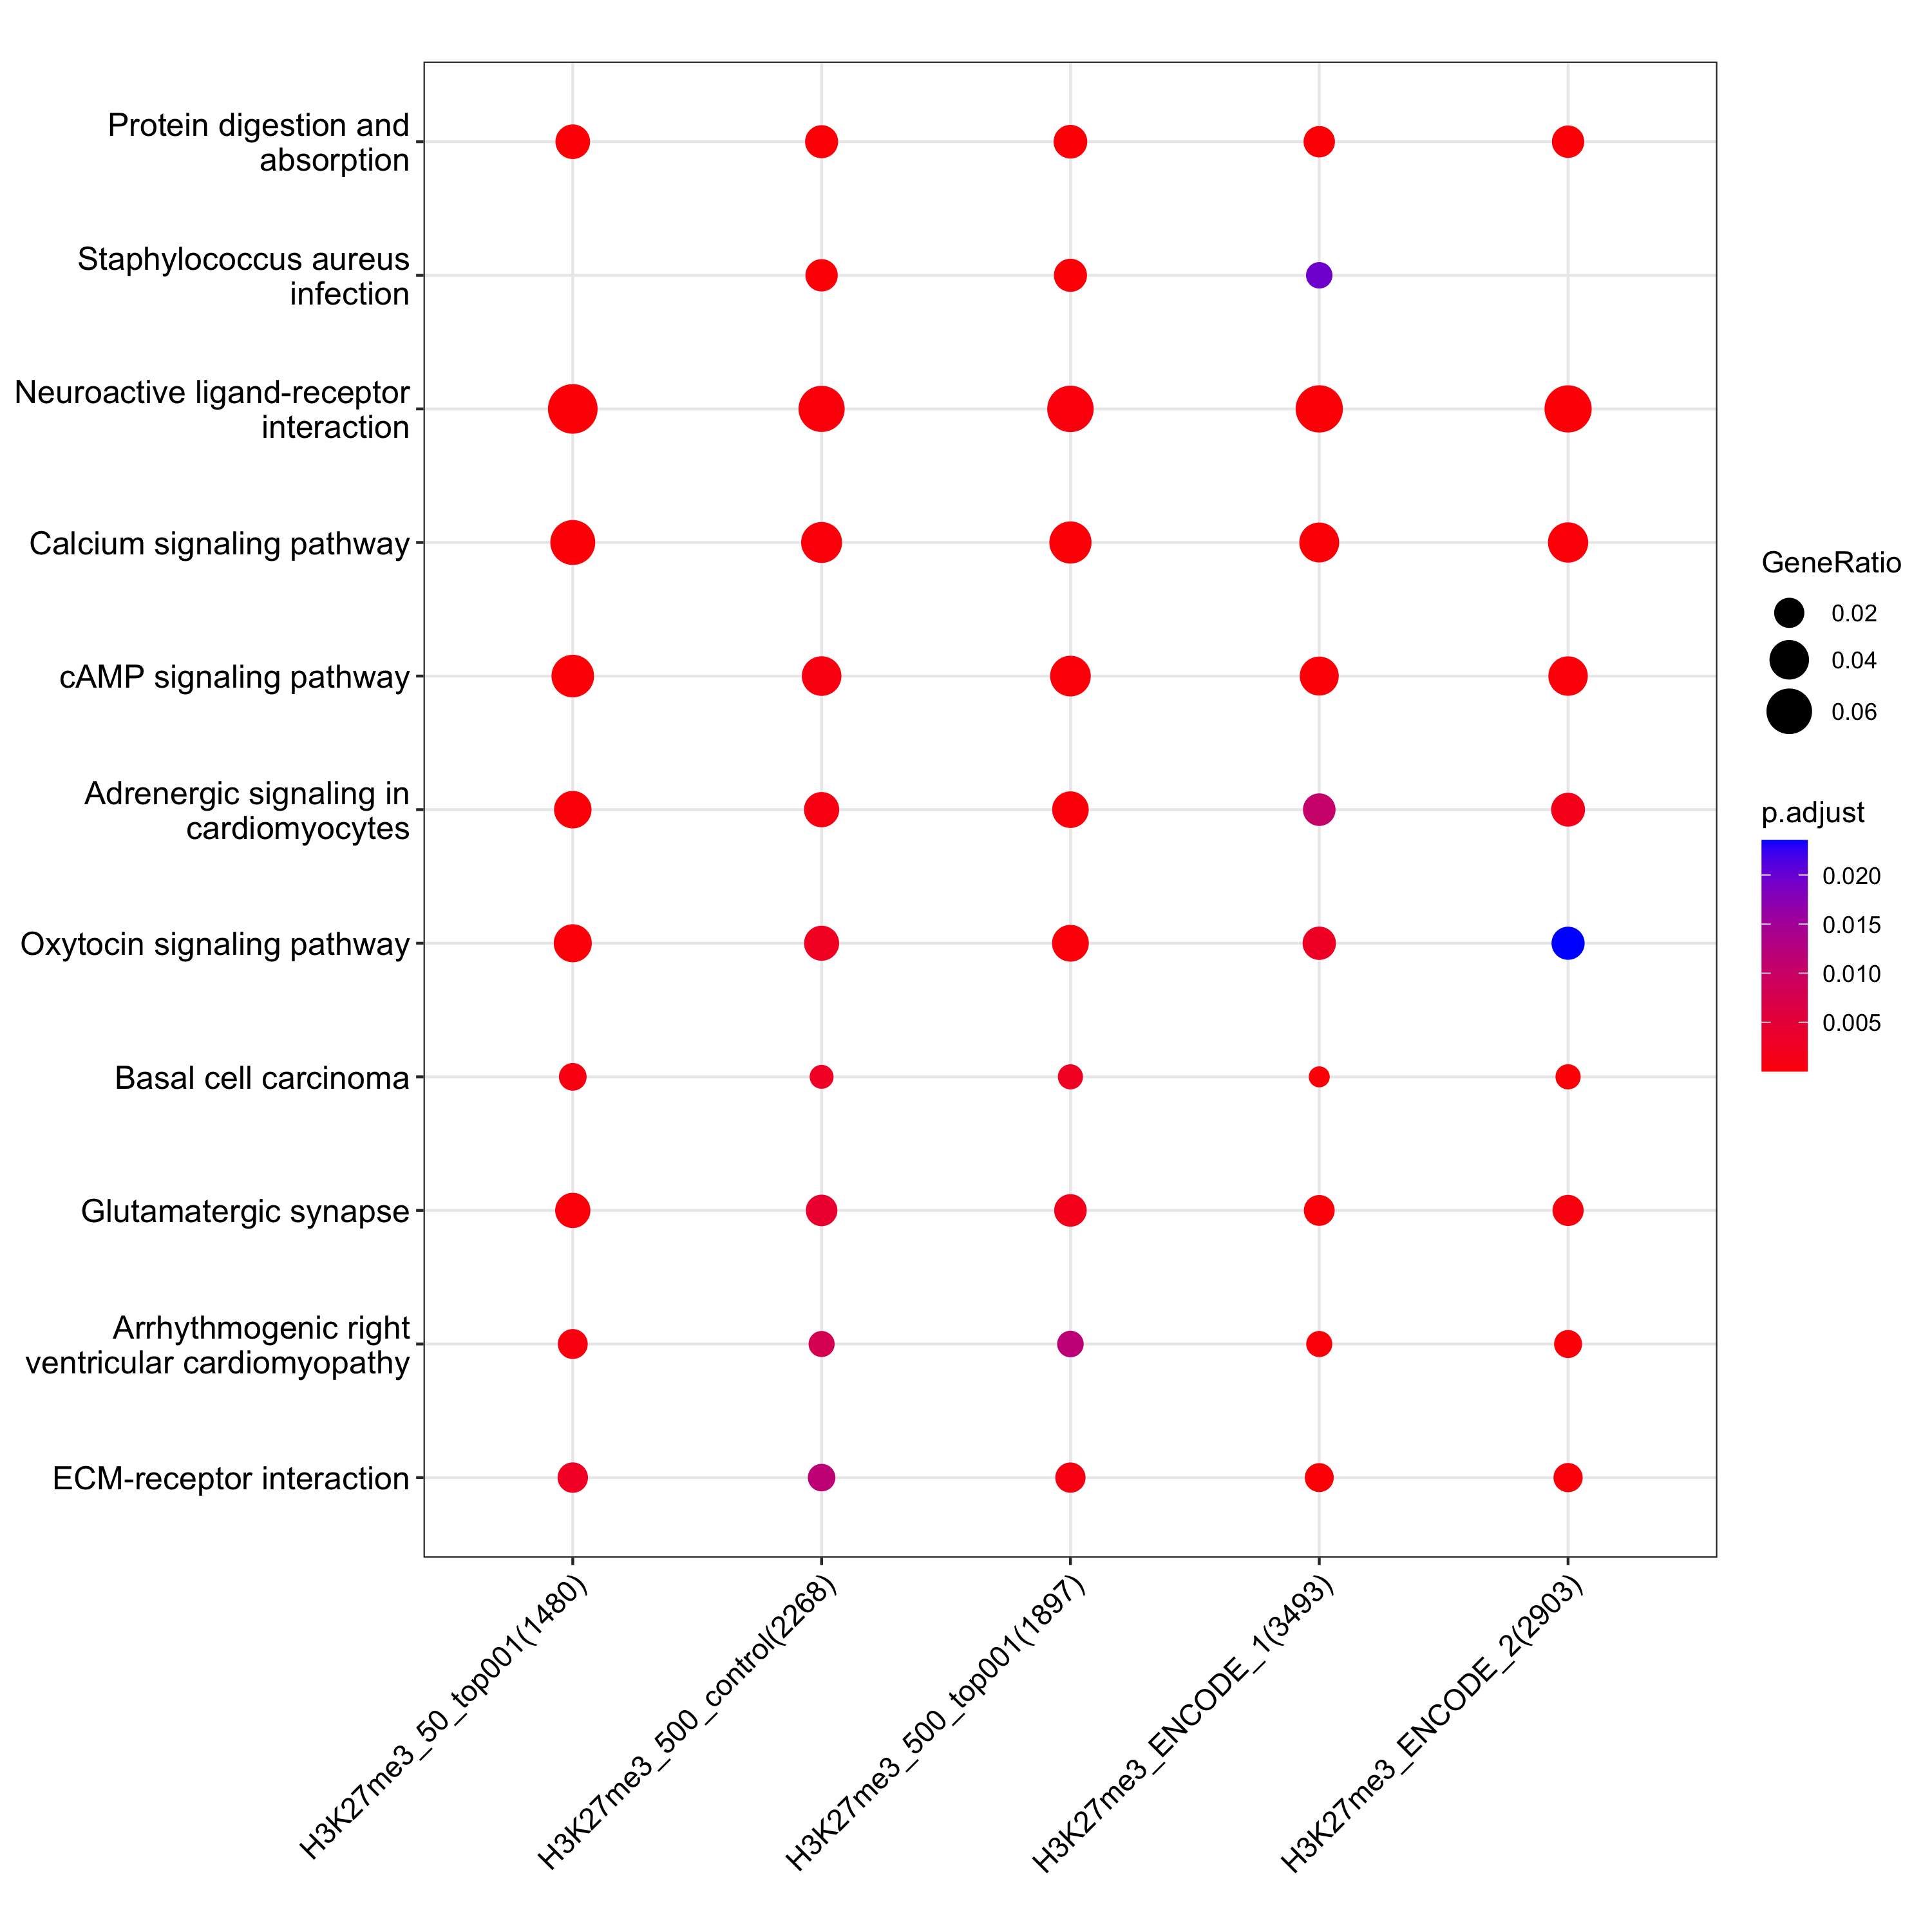 Protein digestion and
absorption
Staphylococcus aureus
infection
Neuroactive ligand-receptor
interaction
Calcium signaling pathway
cAMP signaling pathway
Adrenergic signaling in
cardiomyocytes
Oxytocin signaling pathway
Basal cell carcinoma
Glutamatergic synapse
Arrhythmogenic right
ventricular cardiomyopathy
ECM-receptor interaction
H3K27me3_50_top001(1480)
H3K27me3_500_control(2268)
H3K27me3_500_top001(1897)
H3K27me3_ENCODE_1(3493)
H3K27me3_ENCODE_2(2903)
GeneRatio
0.02
0.04
0.06
p.adjust
0.020
0.015
0.010
0.005